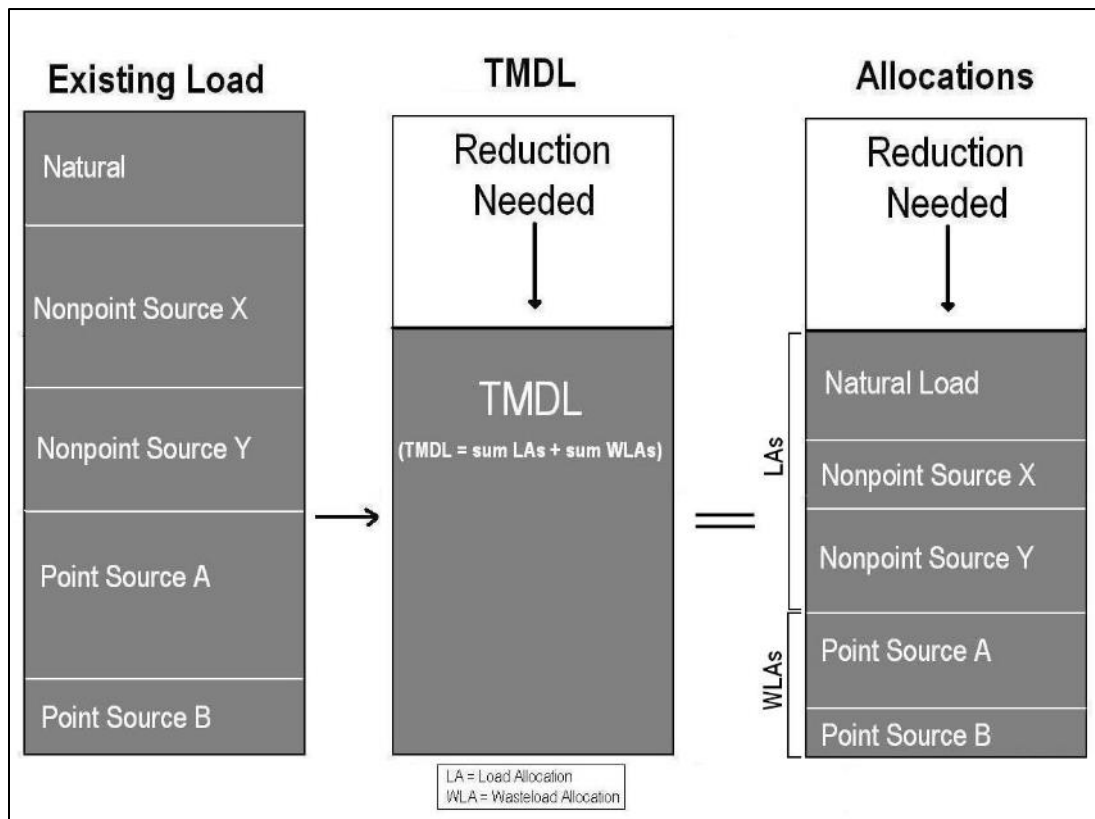 Existing Load
Natural
Nonpoint Source X
Nonpoint Source Y
Point Source A
Point Source B
TMDL
Reduction
Needed
TMDL
(TMDL = sum LAs + sum WLAs)
Allocations
Reduction
Needed
LAs
Natural Load
Nonpoint Source X
Nonpoint Source Y
WLAs
Point Source A
Point Source B
LA = Load Allocation
WLA = Wasteload Allocation